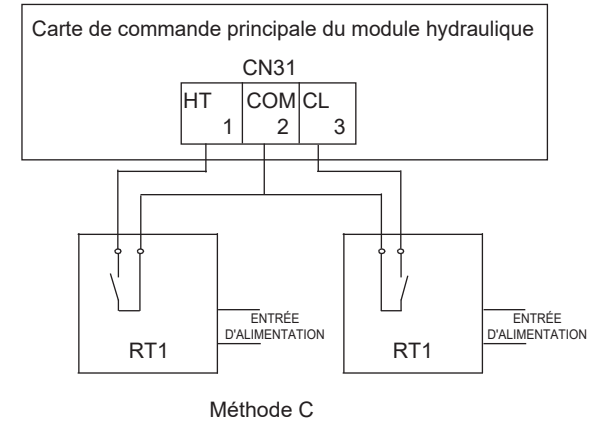 Carte de commande principale du module hydraulique
CN31
HT COM CL
1 2 3
ENTRÉE
D'ALIMENTATION
RT1
ENTRÉE
D'ALIMENTATION
RT1
Méthode C